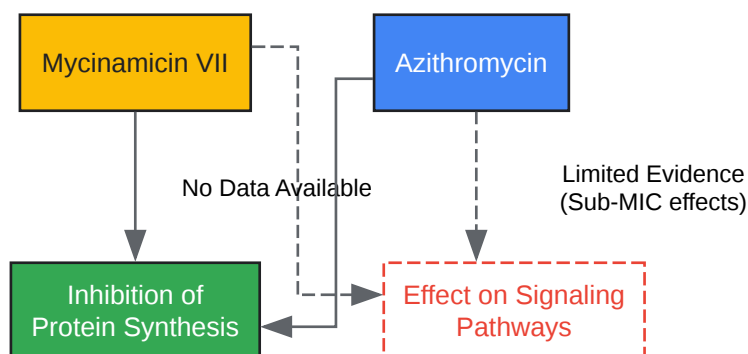 Mycinamicin VII
Azithromycin
No Data Available
Limited Evidence
(Sub-MIC effects)
Inhibition of
Protein Synthesis
Effect on Signaling
Pathways